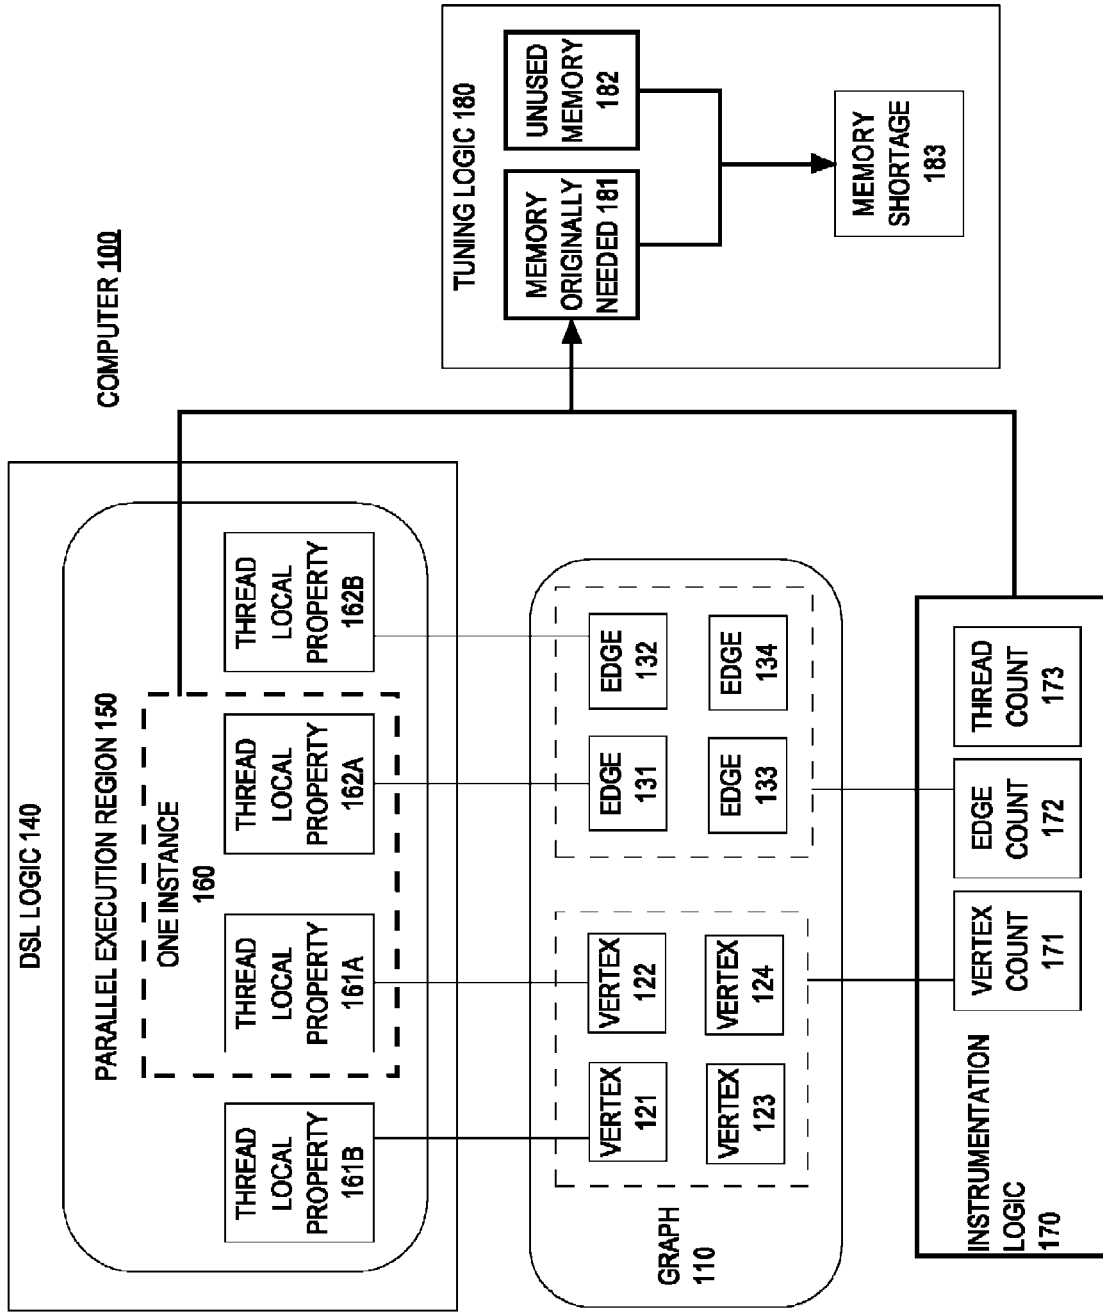 COMPUTER 100
DSL LOGIC 140
PARALLEL EXECUTION REGION 150
ONE INSTANCE
160
THREAD
LOCAL
PROPERTY
161B
THREAD
LOCAL
PROPERTY
161A
THREAD
LOCAL
PROPERTY
162A
THREAD
LOCAL
PROPERTY
162B
GRAPH
110
VERTEX
121
VERTEX
122
VERTEX
123
VERTEX
124
EDGE
131
EDGE
132
EDGE
133
EDGE
134
INSTRUMENTATION
LOGIC
170
VERTEX
COUNT
171
EDGE
COUNT
172
THREAD
COUNT
173
TUNING LOGIC 180
MEMORY
ORIGINALLY
NEEDED 181
UNUSED
MEMORY
182
MEMORY
SHORTAGE
183